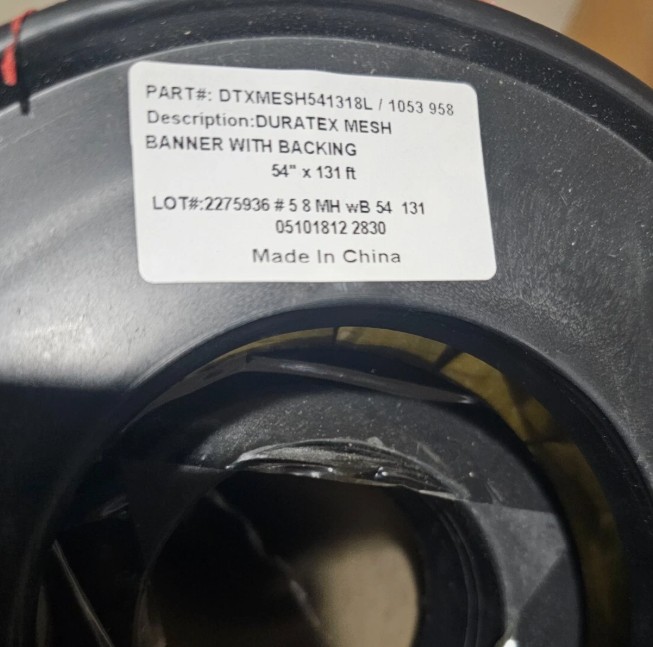 PART#: DTXMESH541318L / 1053 958
Description:DURATEX MESH
BANNER WITH BACKING
54" x 131 ft
LOT#:2275936 # 5 8 MH wB 54 131
05101812 2830
Made In China